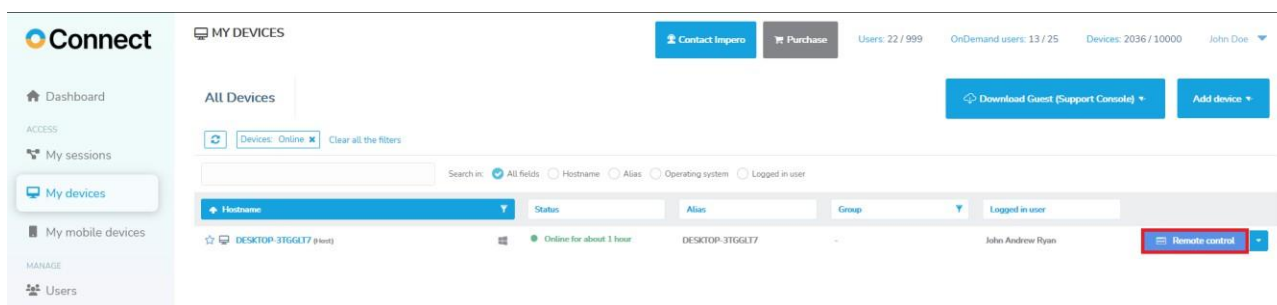 Connect
MY DEVICES
Contact Impero
Purchase
Users: 22 / 999
OnDemand users: 13 / 25
Devices: 2036 / 10000
John Doe
Dashboard
ACCESS
My sessions
My devices
My mobile devices
MANAGE
Users
All Devices
Download Guest (Support Console)
Add device
Devices: Online
Clear all the filters
Search in: All fields Hostname Alias Operating system Logged in user
Hostname Status Alias Group Logged in user
DESKTOP-3TGGLT7 (Host) Online for about 1 hour DESKTOP-3TGGLT7 - John Andrew Ryan Remote control